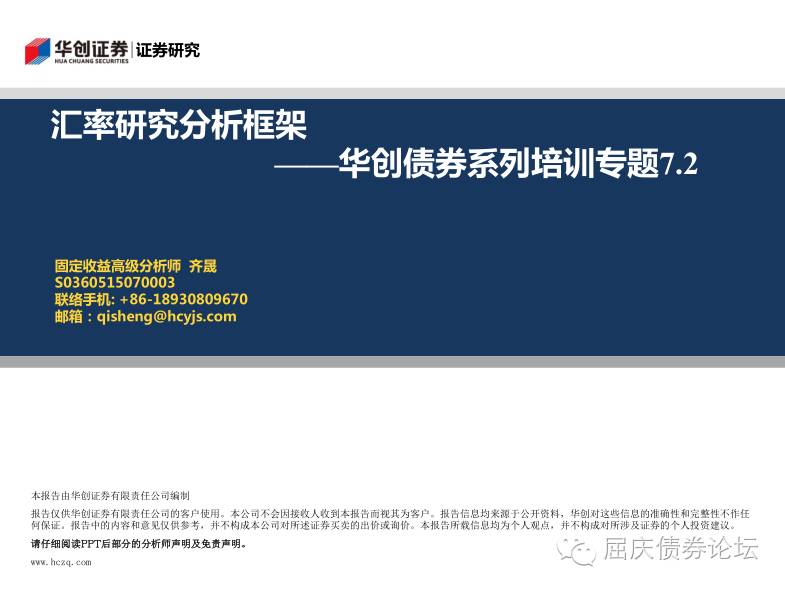 华创证券 证券研究
HUA CHUANG SECURITIES
汇率研究分析框架
——华创债券系列培训专题7.2
固定收益高级分析师 齐晟
S0360515070003
联络手机: +86-18930809670
邮箱：qisheng@hcyjs.com
本报告由华创证券有限责任公司编制
报告仅供华创证券有限责任公司的客户使用。本公司不会因接收人收到本报告而视其为客户。报告信息均来源于公开资料，华创对这些信息的准确性和完整性不作任
何保证。报告中的内容和意见仅供参考，并不构成本公司对所述证券买卖的出价或询价。本报告所载信息均为个人观点，并不构成对所涉及证券的个人投资建议。
请仔细阅读PPT后部分的分析师声明及免责声明。
www.hczq.com
屈庆债券论坛